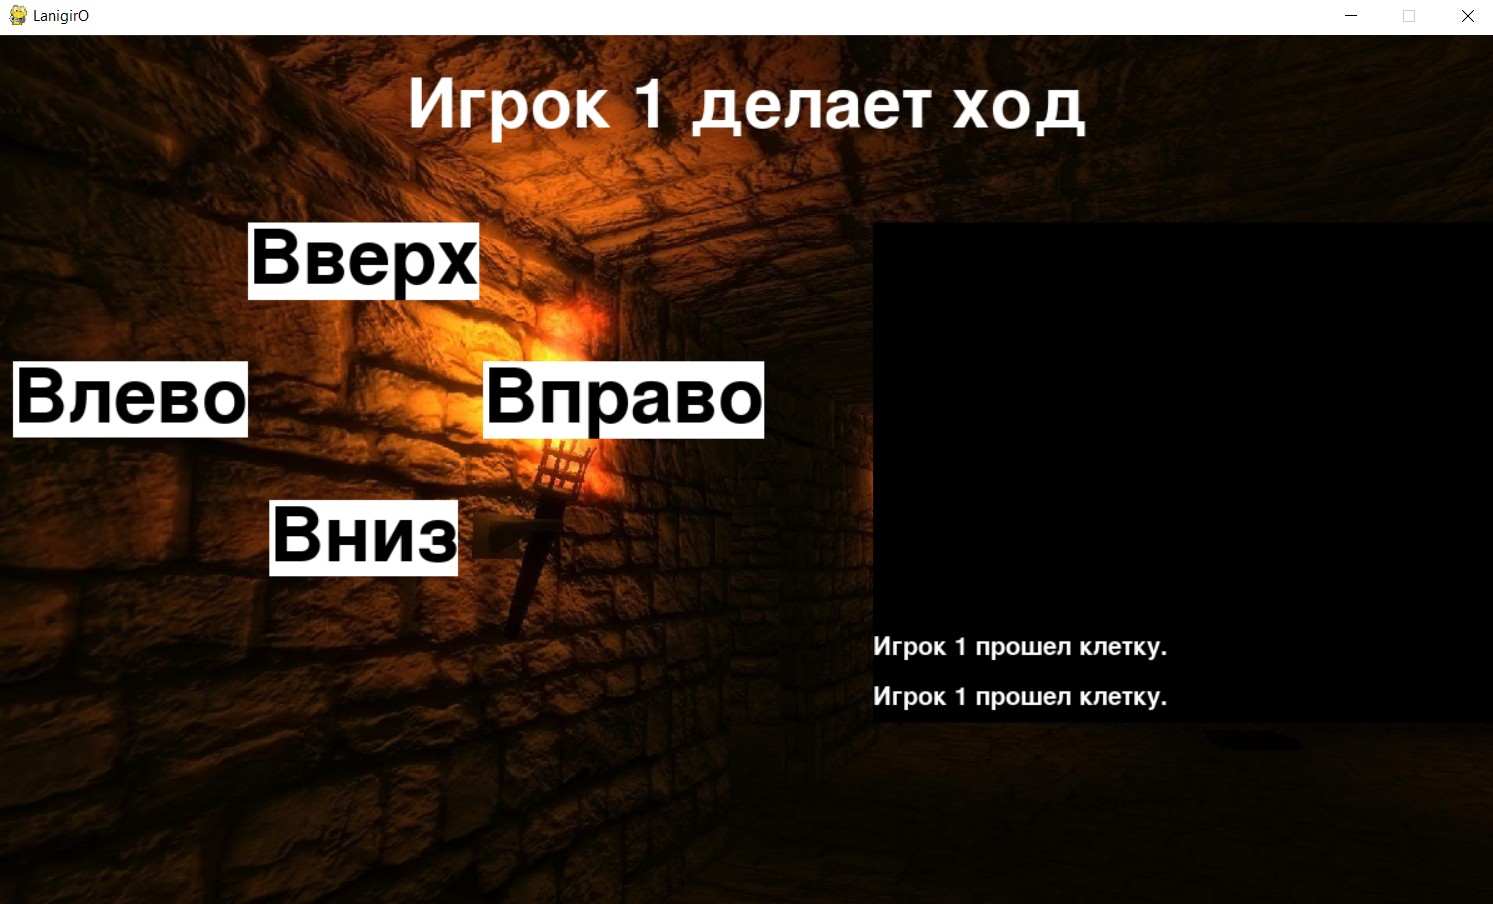 LanigirO
Игрок 1 делает ход
Вверх
Влево
Вправо
Вниз
Игрок 1 прошел клетку.
Игрок 1 прошел клетку.